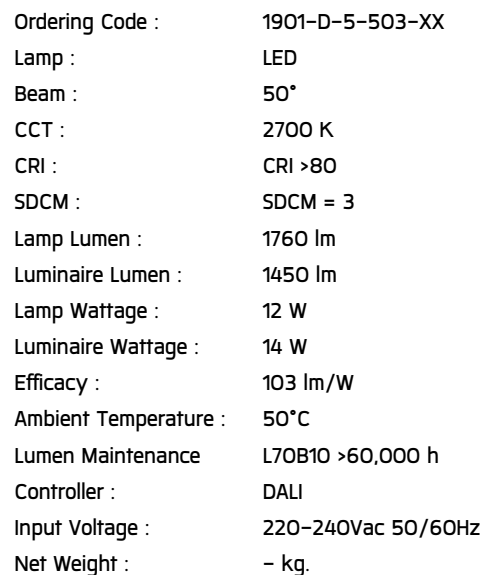 Ordering Code : 1901-D-5-503-XX
Lamp : LED
Beam : 50°
CCT : 2700 K
CRI : CRI >80
SDCM : SDCM = 3
Lamp Lumen : 1760 lm
Luminaire Lumen : 1450 lm
Lamp Wattage : 12 W
Luminaire Wattage : 14 W
Efficacy : 103 lm/W
Ambient Temperature : 50°C
Lumen Maintenance L70B10 >60,000 h
Controller : DALI
Input Voltage : 220-240Vac 50/60Hz
Net Weight : - kg.